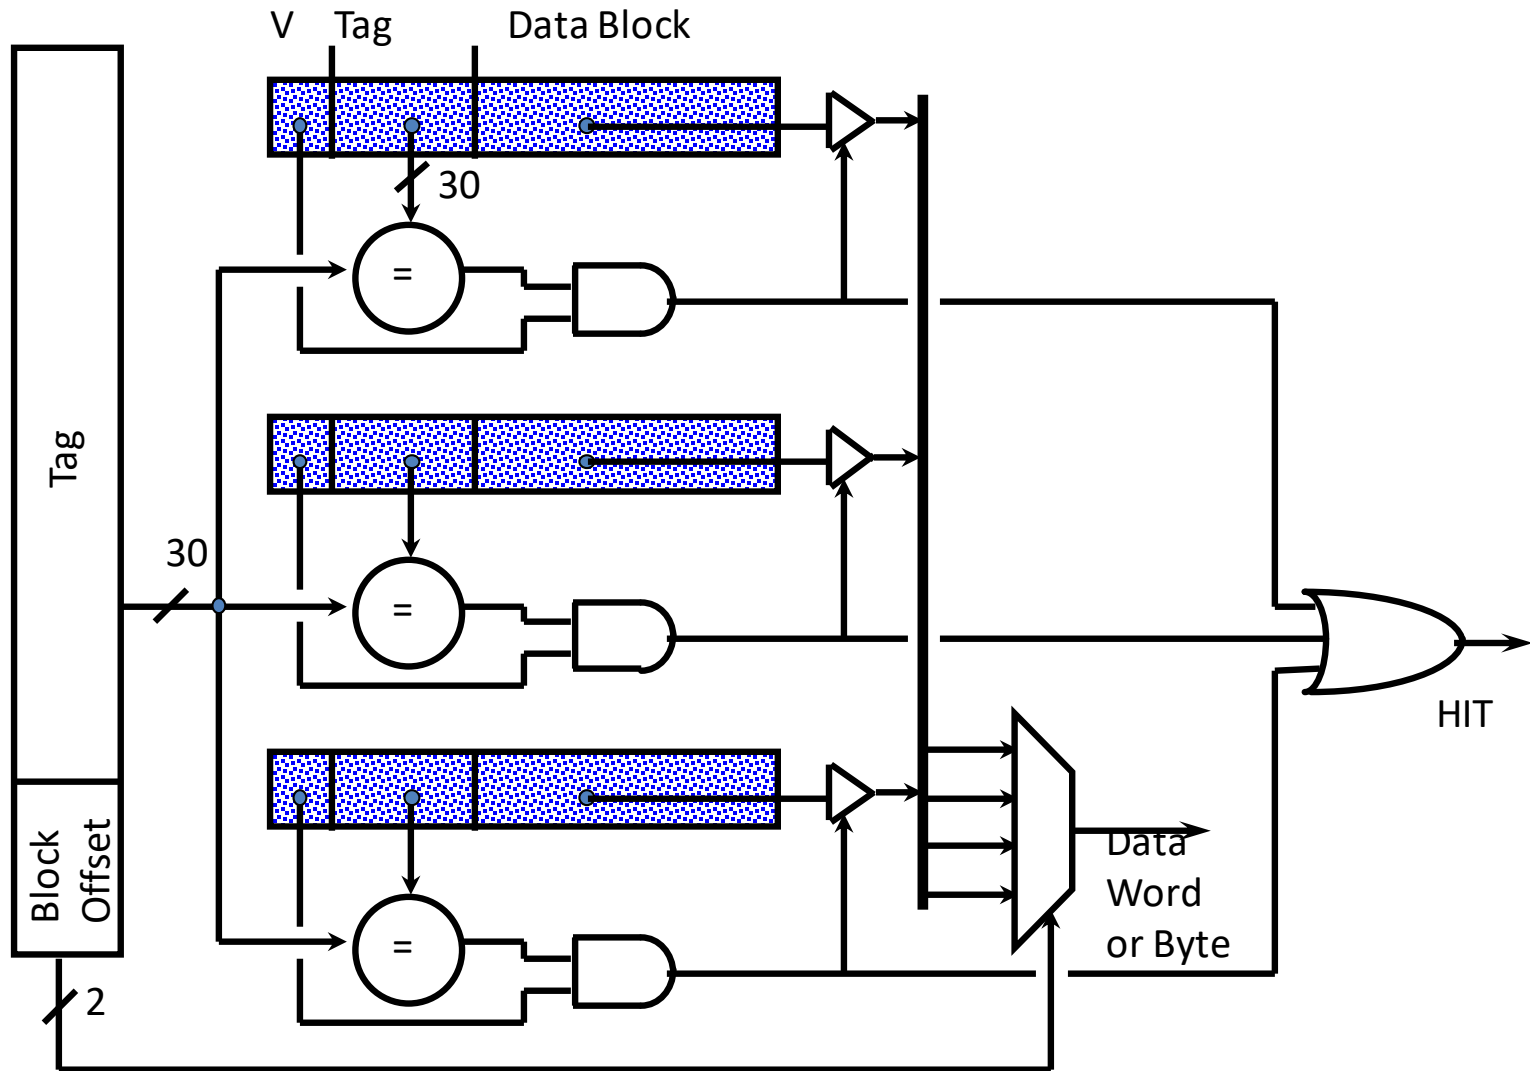 V Tag Data Block
30
=
Tag
30
=
HIT
Block
Offset
=
Data
Word
or Byte
2